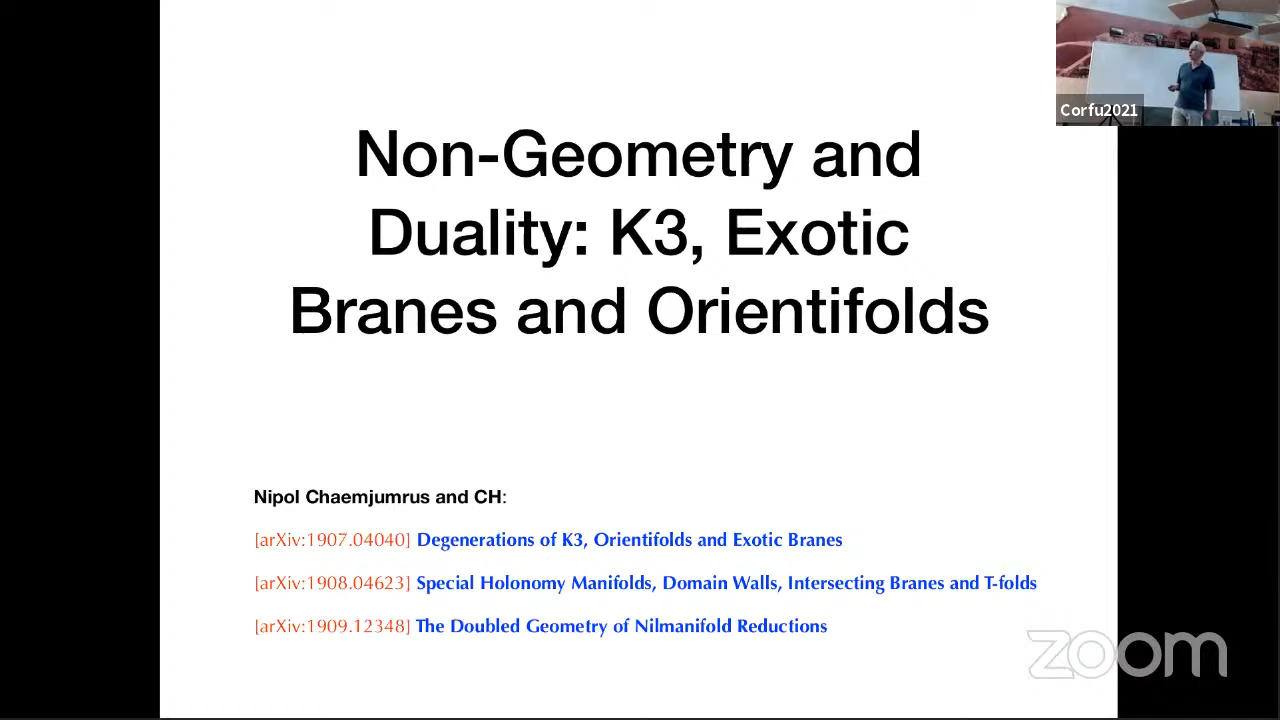 Corfu2021
Non-Geometry and
Duality: K3, Exotic
Branes and Orientifolds
Nipol Chaemjumrus and CH:
[arXiv:1907.04040] Degenerations of K3, Orientifolds and Exotic Branes
[arXiv:1908.04623] Special Holonomy Manifolds, Domain Walls, Intersecting Branes and T-folds
[arXiv:1909.12348] The Doubled Geometry of Nilmanifold Reductions
zoom